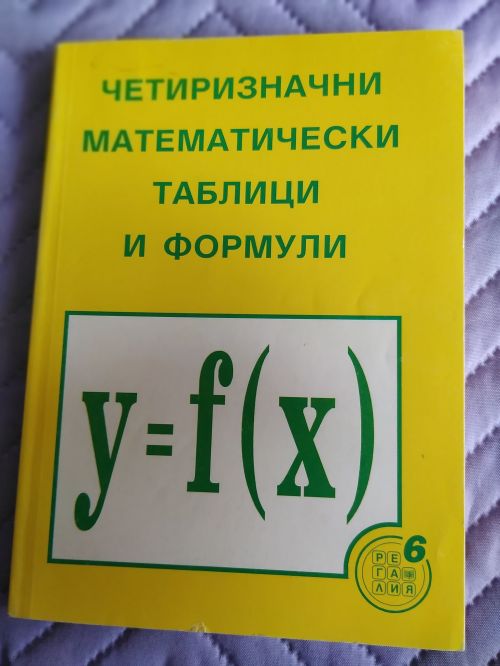 ЧЕТИРИЗНАЧНИ
МАТЕМАТИЧЕСКИ
ТАБЛИЦИ
И ФОРМУЛИ
y=f(x)
6
РЕ
ГА
ЛИЯ